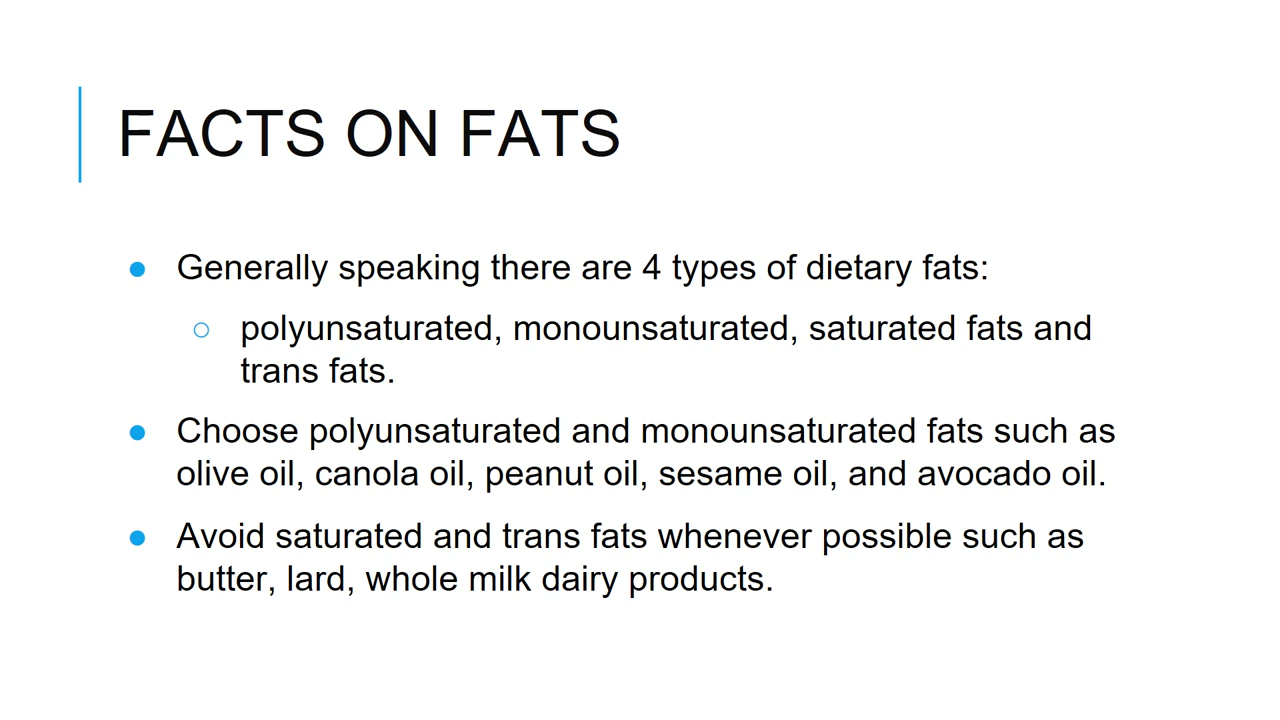 FACTS ON FATS
Generally speaking there are 4 types of dietary fats:
polyunsaturated, monounsaturated, saturated fats and
trans fats.
Choose polyunsaturated and monounsaturated fats such as
olive oil, canola oil, peanut oil, sesame oil, and avocado oil.
Avoid saturated and trans fats whenever possible such as
butter, lard, whole milk dairy products.